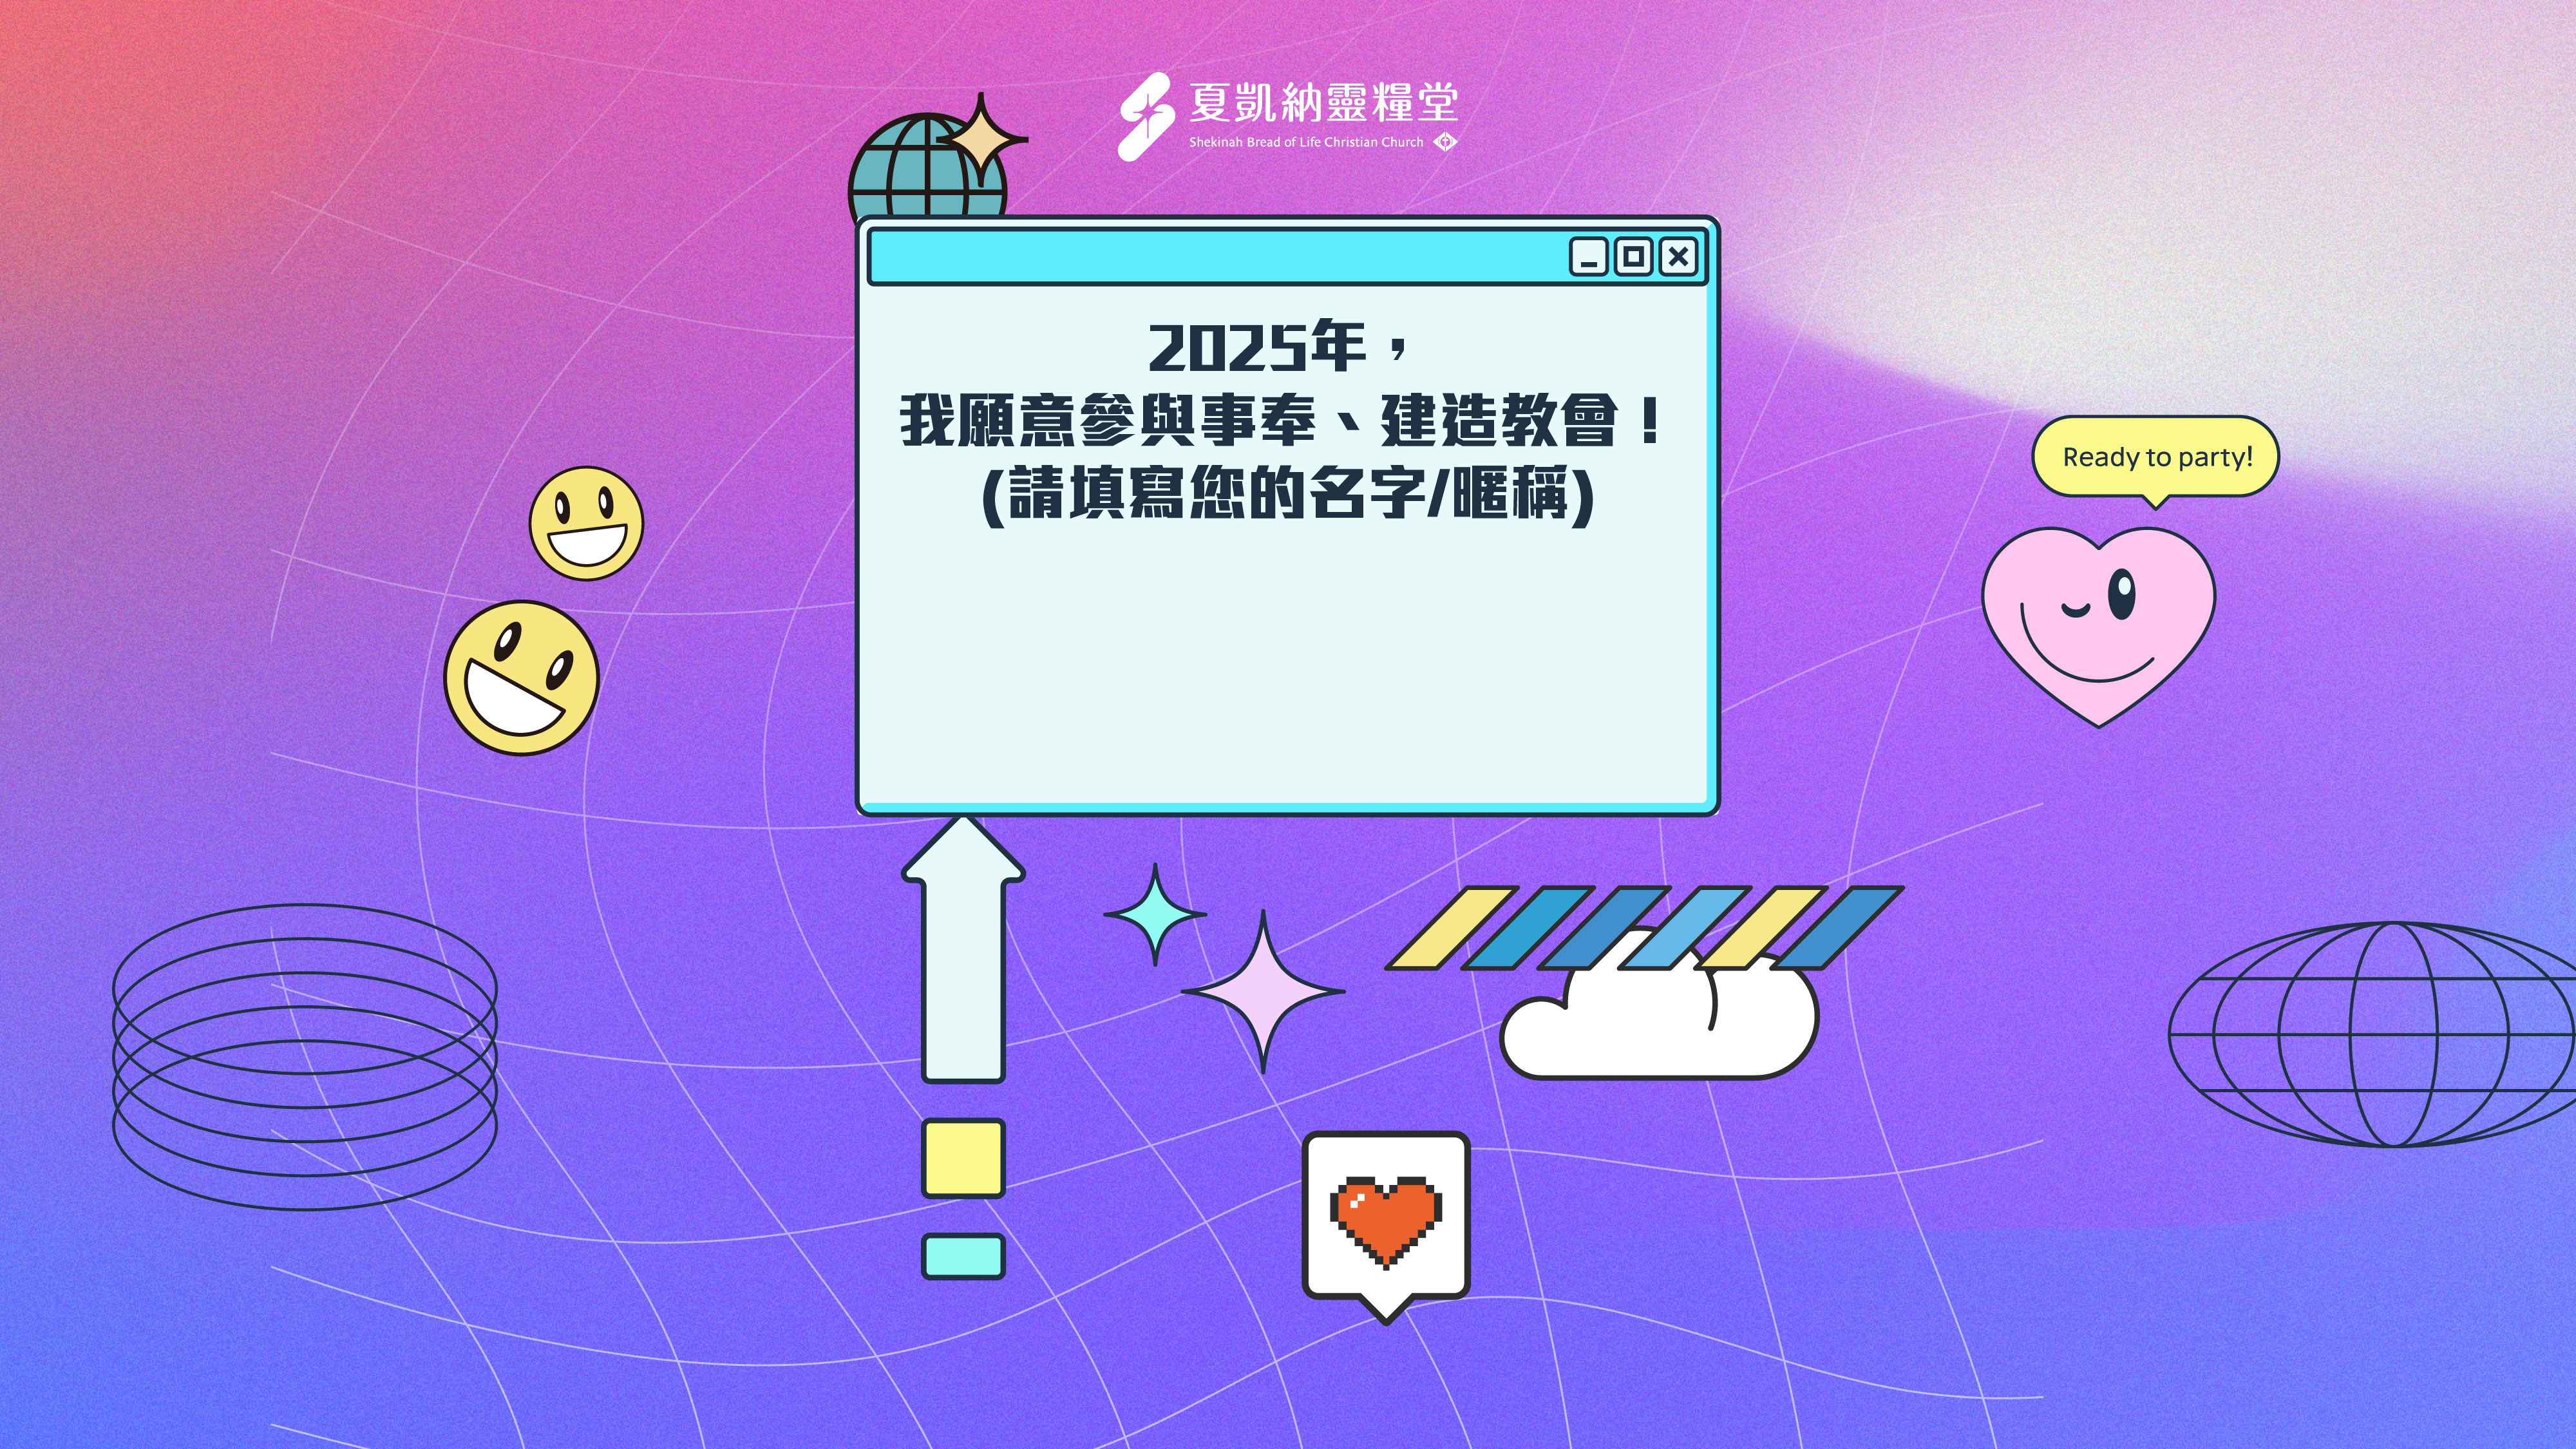 夏凱納靈糧堂
Shekinah Bread of Life Christian Church
2025年，
我願意參與事奉、建造教會！
(請填寫您的名字/暱稱)
Ready to party!